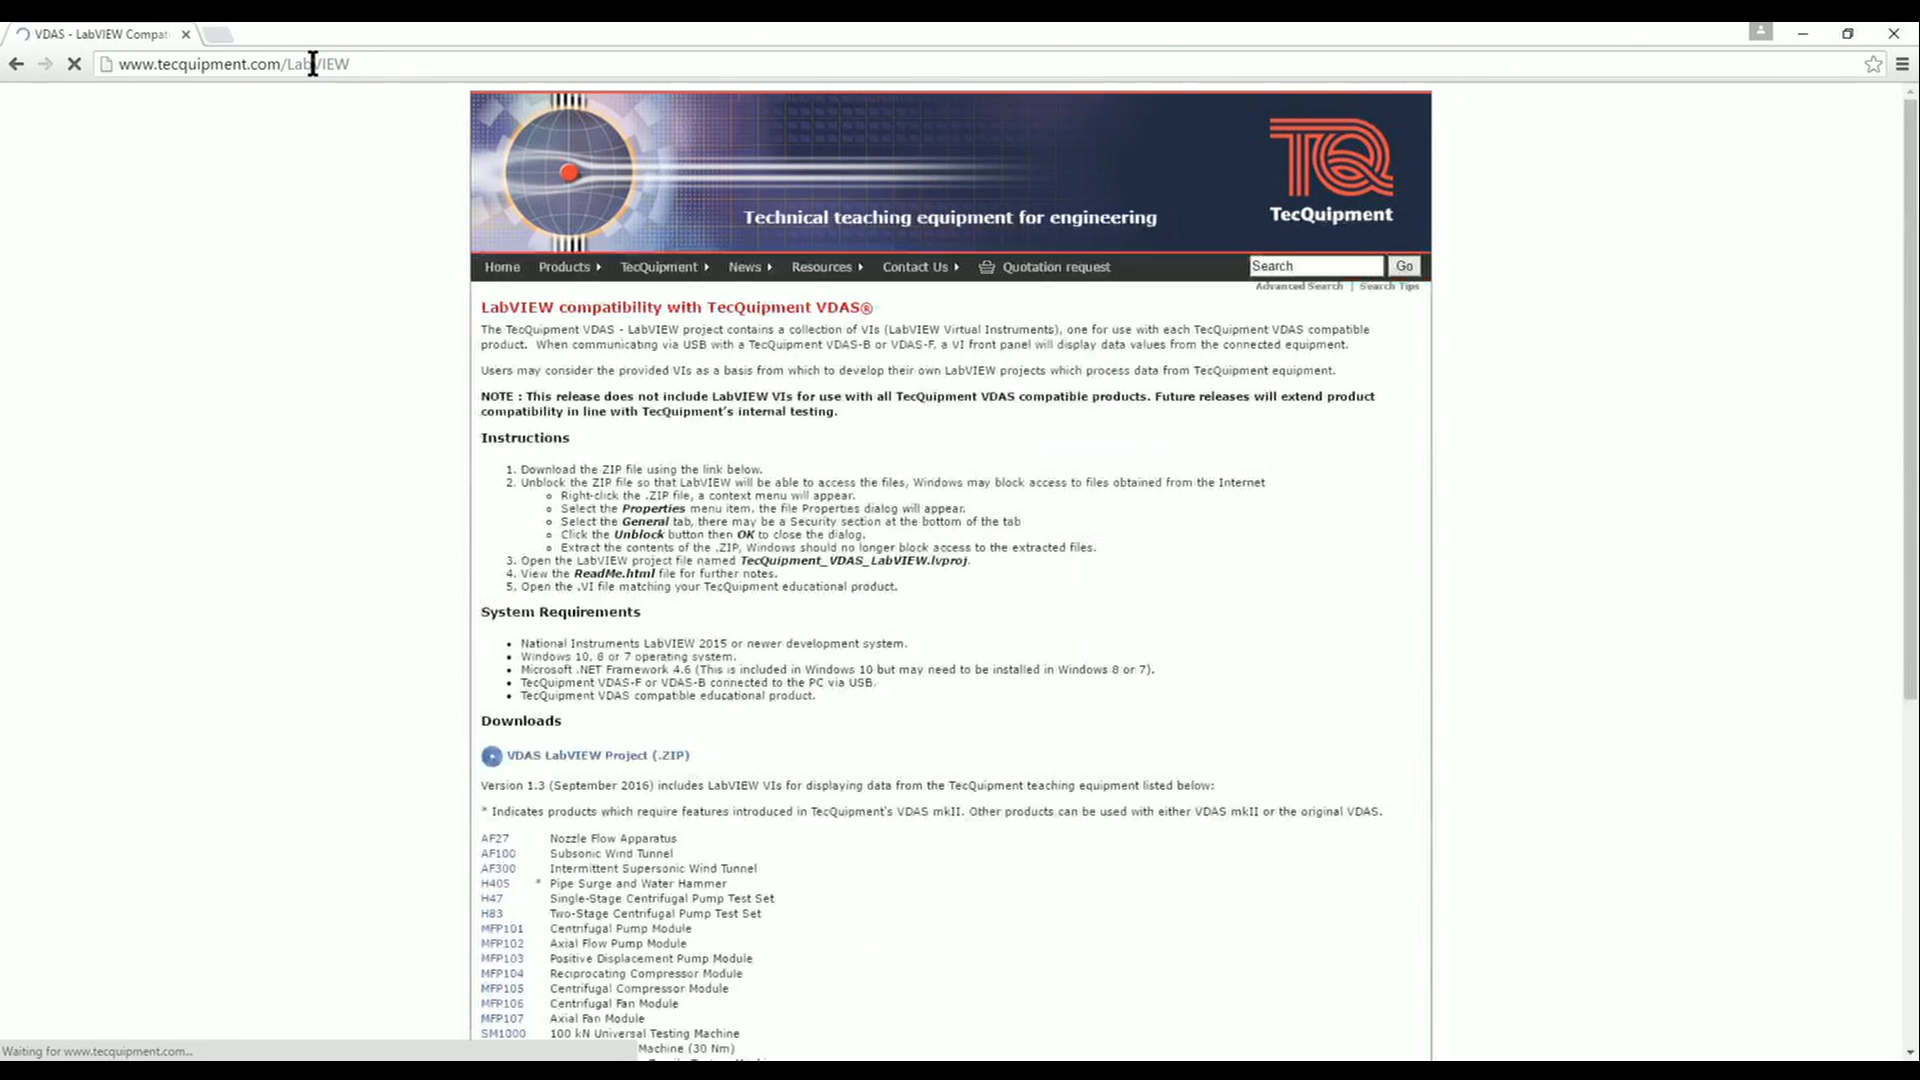 VDAS - LabVIEW Compat
www.tecquipment.com/LabVIEW
TQ
TecQuipment
Technical teaching equipment for engineering
Home Products TecQuipment News Resources Contact Us Quotation request Search Go
Advanced Search | Search Tips
LabVIEW compatibility with TecQuipment VDAS®
The TecQuipment VDAS - LabVIEW project contains a collection of VIs (LabVIEW Virtual Instruments), one for use with each TecQuipment VDAS compatible
product. When communicating via USB with a TecQuipment VDAS-B or VDAS-F, a VI front panel will display data values from the connected equipment.
Users may consider the provided VIs as a basis from which to develop their own LabVIEW projects which process data from TecQuipment equipment.
NOTE : This release does not include LabVIEW VIs for use with all TecQuipment VDAS compatible products. Future releases will extend product
compatibility in line with TecQuipment's internal testing.
Instructions
1. Download the ZIP file using the link below.
2. Unblock the ZIP file so that LabVIEW will be able to access the files, Windows may block access to files obtained from the Internet
Right-click the .ZIP file, a context menu will appear.
Select the Properties menu item, the file Properties dialog will appear.
Select the General tab, there may be a Security section at the bottom of the tab
Click the Unblock button then OK to close the dialog.
Extract the contents of the .ZIP, Windows should no longer block access to the extracted files.
3. Open the LabVIEW project file named TecQuipment_VDAS_LabVIEW.lvproj.
4. View the ReadMe.html file for further notes.
5. Open the .VI file matching your TecQuipment educational product.
System Requirements
National Instruments LabVIEW 2015 or newer development system.
Windows 10, 8 or 7 operating system.
Microsoft .NET Framework 4.6 (This is included in Windows 10 but may need to be installed in Windows 8 or 7).
TecQuipment VDAS-F or VDAS-B connected to the PC via USB.
TecQuipment VDAS compatible educational product.
Downloads
VDAS LabVIEW Project (.ZIP)
Version 1.3 (September 2016) includes LabVIEW VIs for displaying data from the TecQuipment teaching equipment listed below:
* Indicates products which require features introduced in TecQuipment's VDAS mkII. Other products can be used with either VDAS mkII or the original VDAS.
AF27 Nozzle Flow Apparatus
AF100 Subsonic Wind Tunnel
AF300 Intermittent Supersonic Wind Tunnel
H405 * Pipe Surge and Water Hammer
H47 Single-Stage Centrifugal Pump Test Set
H83 Two-Stage Centrifugal Pump Test Set
MFP101 Centrifugal Pump Module
MFP102 Axial Flow Pump Module
MFP103 Positive Displacement Pump Module
MFP104 Reciprocating Compressor Module
MFP105 Centrifugal Compressor Module
MFP106 Centrifugal Fan Module
MFP107 Axial Fan Module
SM1000 100 kN Universal Testing Machine
Machine (30 Nm)
Waiting for www.tecquipment.com...